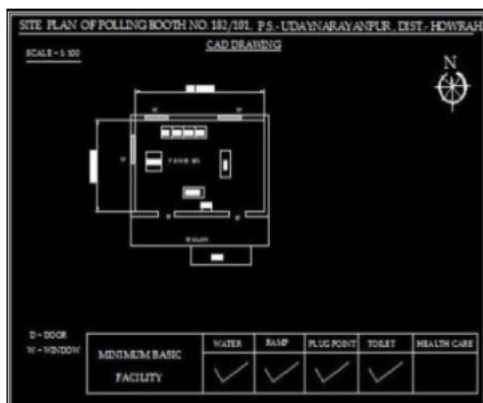 SITE PLAN OF POLLING BOOTH NO. 182/101, P.S.- UDAYNARAYANPUR, DIST.- HOWRAH
CAD DRAWING
SCALE - 1:100
N
W
W
W
D
D
D - DOOR
W - WINDOW
MINIMUM BASIC FACILITY
WATER
RAMP
PLUG POINT
TOILET
HEALTH CARE